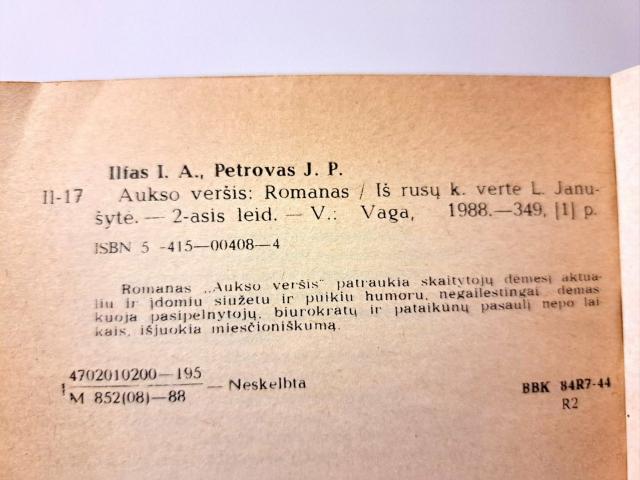 Ilfas I. A., Petrovas J. P.
Il-17 Aukso veršis: Romanas / Iš rusų k. vertė L. Janu-
šytė. — 2-asis leid. — V.: Vaga, 1988.—349, [1] p.
ISBN 5 -415—00408—4
Romanas „Aukso veršis“ patraukia skaitytojų dėmesį aktua-
liu ir įdomiu siužetu ir puikiu humoru, negailestingai demas
kuoja pasipelnytojų, biurokratų ir pataikūnų pasaulį nepo lai-
kais, išjuokia miesčioniškumą.
4702010200—195
M 852(08)—88 — Neskelbta
BBK 84R7-44
R2